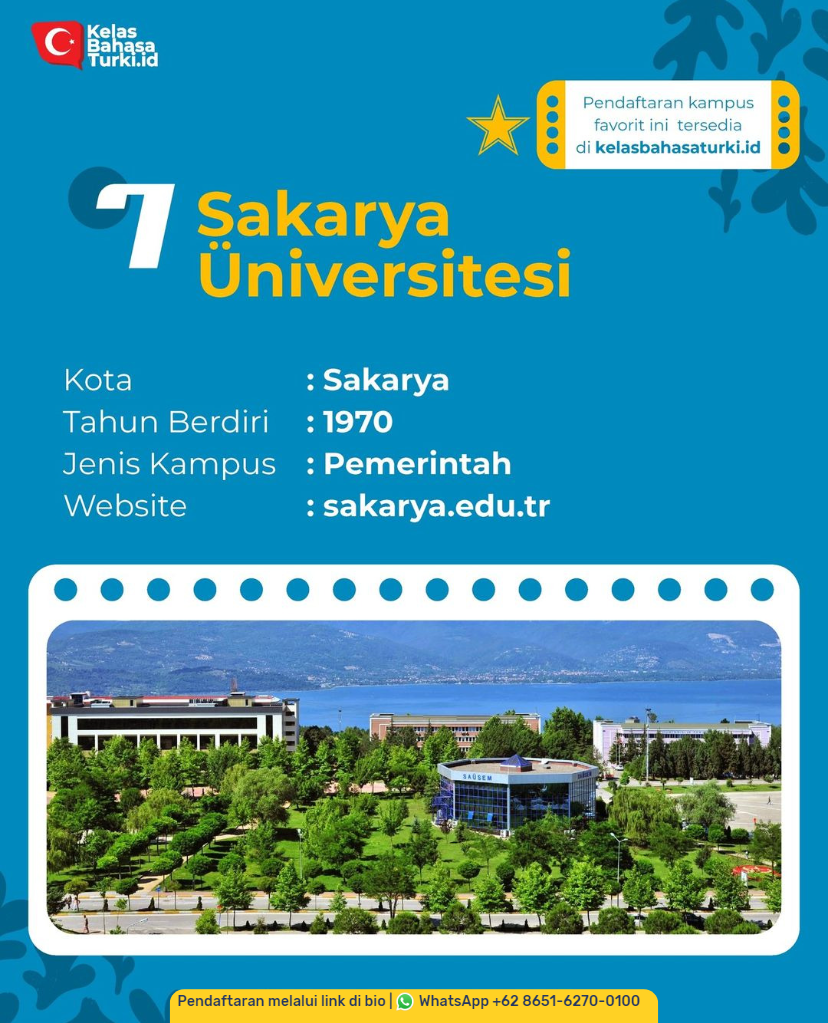 Kelas
Bahasa
Turki.id
Pendaftaran kampus
favorit ini tersedia
di kelasbahasaturki.id
7
Sakarya
Üniversitesi
Kota : Sakarya
Tahun Berdiri : 1970
Jenis Kampus : Pemerintah
Website : sakarya.edu.tr
SAÜSEM
Pendaftaran melalui link di bio | WhatsApp +62 8651-6270-0100